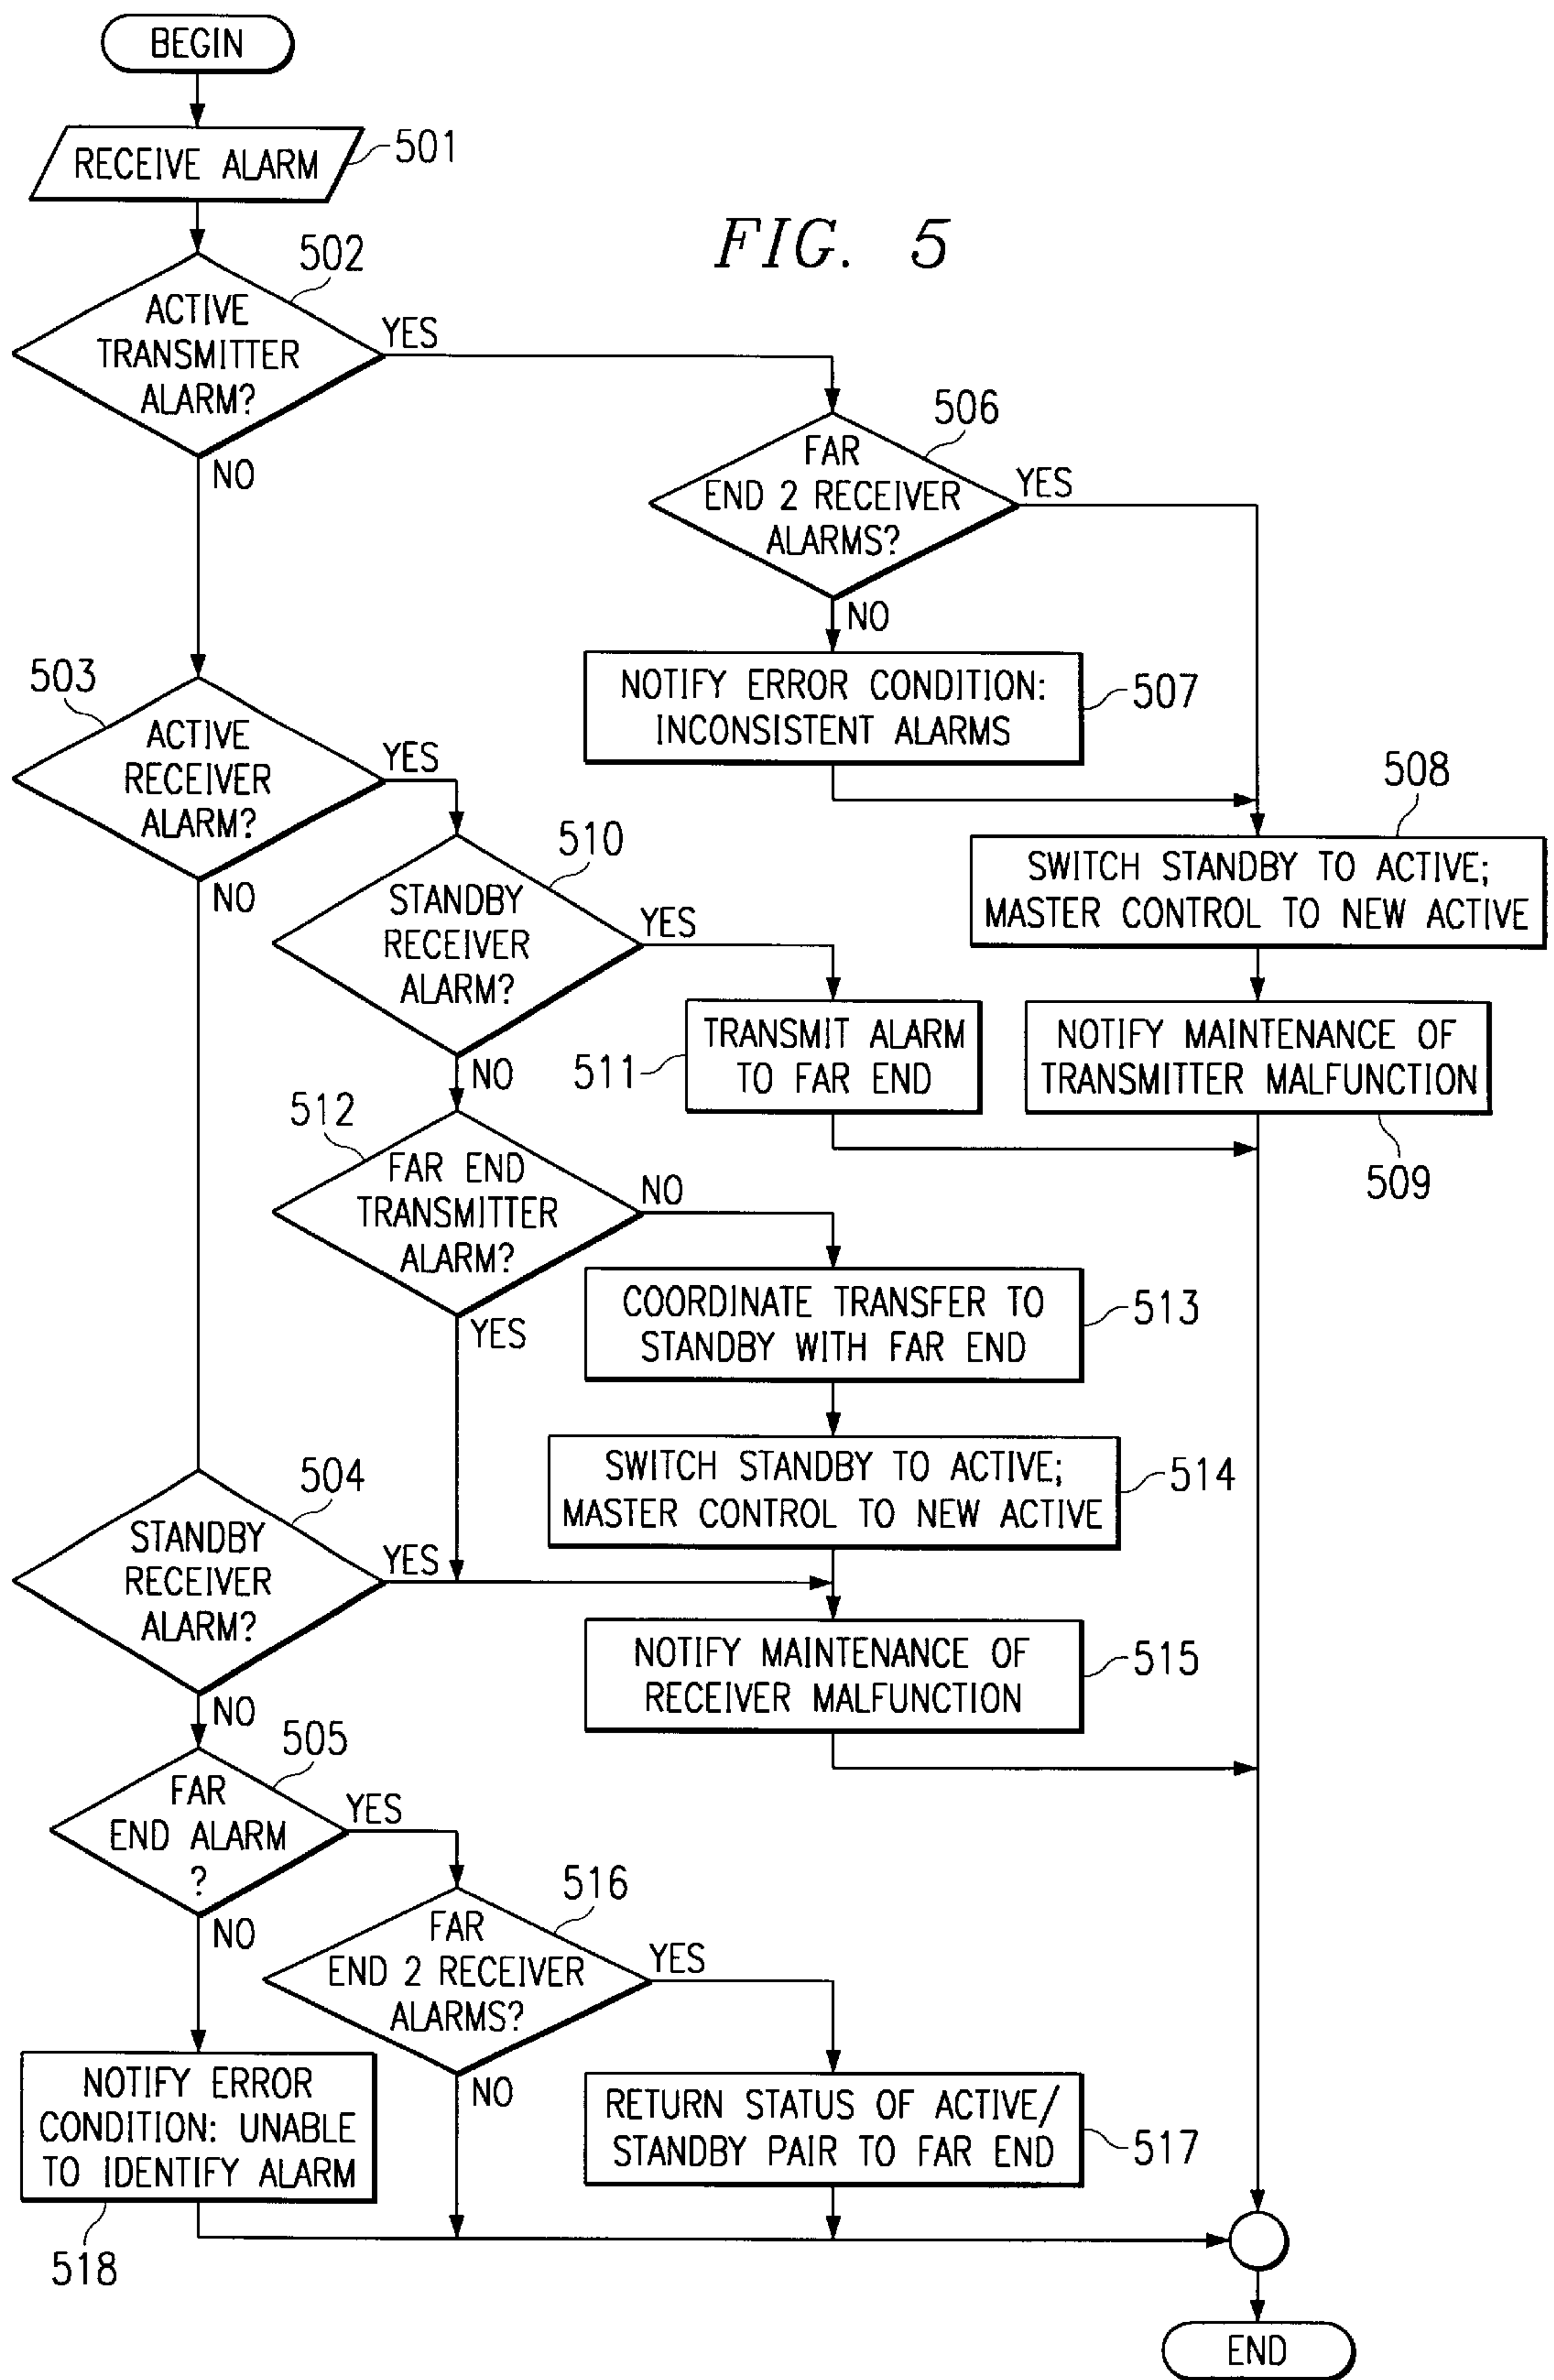 BEGIN
RECEIVE ALARM
501
FIG. 5
502
ACTIVE
TRANSMITTER
ALARM?
YES
NO
506
FAR
END 2 RECEIVER
ALARMS?
YES
NO
503
ACTIVE
RECEIVER
ALARM?
YES
NO
NOTIFY ERROR CONDITION:
INCONSISTENT ALARMS
507
508
SWITCH STANDBY TO ACTIVE;
MASTER CONTROL TO NEW ACTIVE
510
STANDBY
RECEIVER
ALARM?
YES
NO
511
TRANSMIT ALARM
TO FAR END
NOTIFY MAINTENANCE OF
TRANSMITTER MALFUNCTION
509
512
FAR END
TRANSMITTER
ALARM?
NO
YES
COORDINATE TRANSFER TO
STANDBY WITH FAR END
513
SWITCH STANDBY TO ACTIVE;
MASTER CONTROL TO NEW ACTIVE
514
504
STANDBY
RECEIVER
ALARM?
YES
NO
NOTIFY MAINTENANCE OF
RECEIVER MALFUNCTION
515
505
FAR
END ALARM
?
YES
NO
516
FAR
END 2 RECEIVER
ALARMS?
YES
NO
NOTIFY ERROR
CONDITION: UNABLE
TO IDENTIFY ALARM
518
RETURN STATUS OF ACTIVE/
STANDBY PAIR TO FAR END
517
END